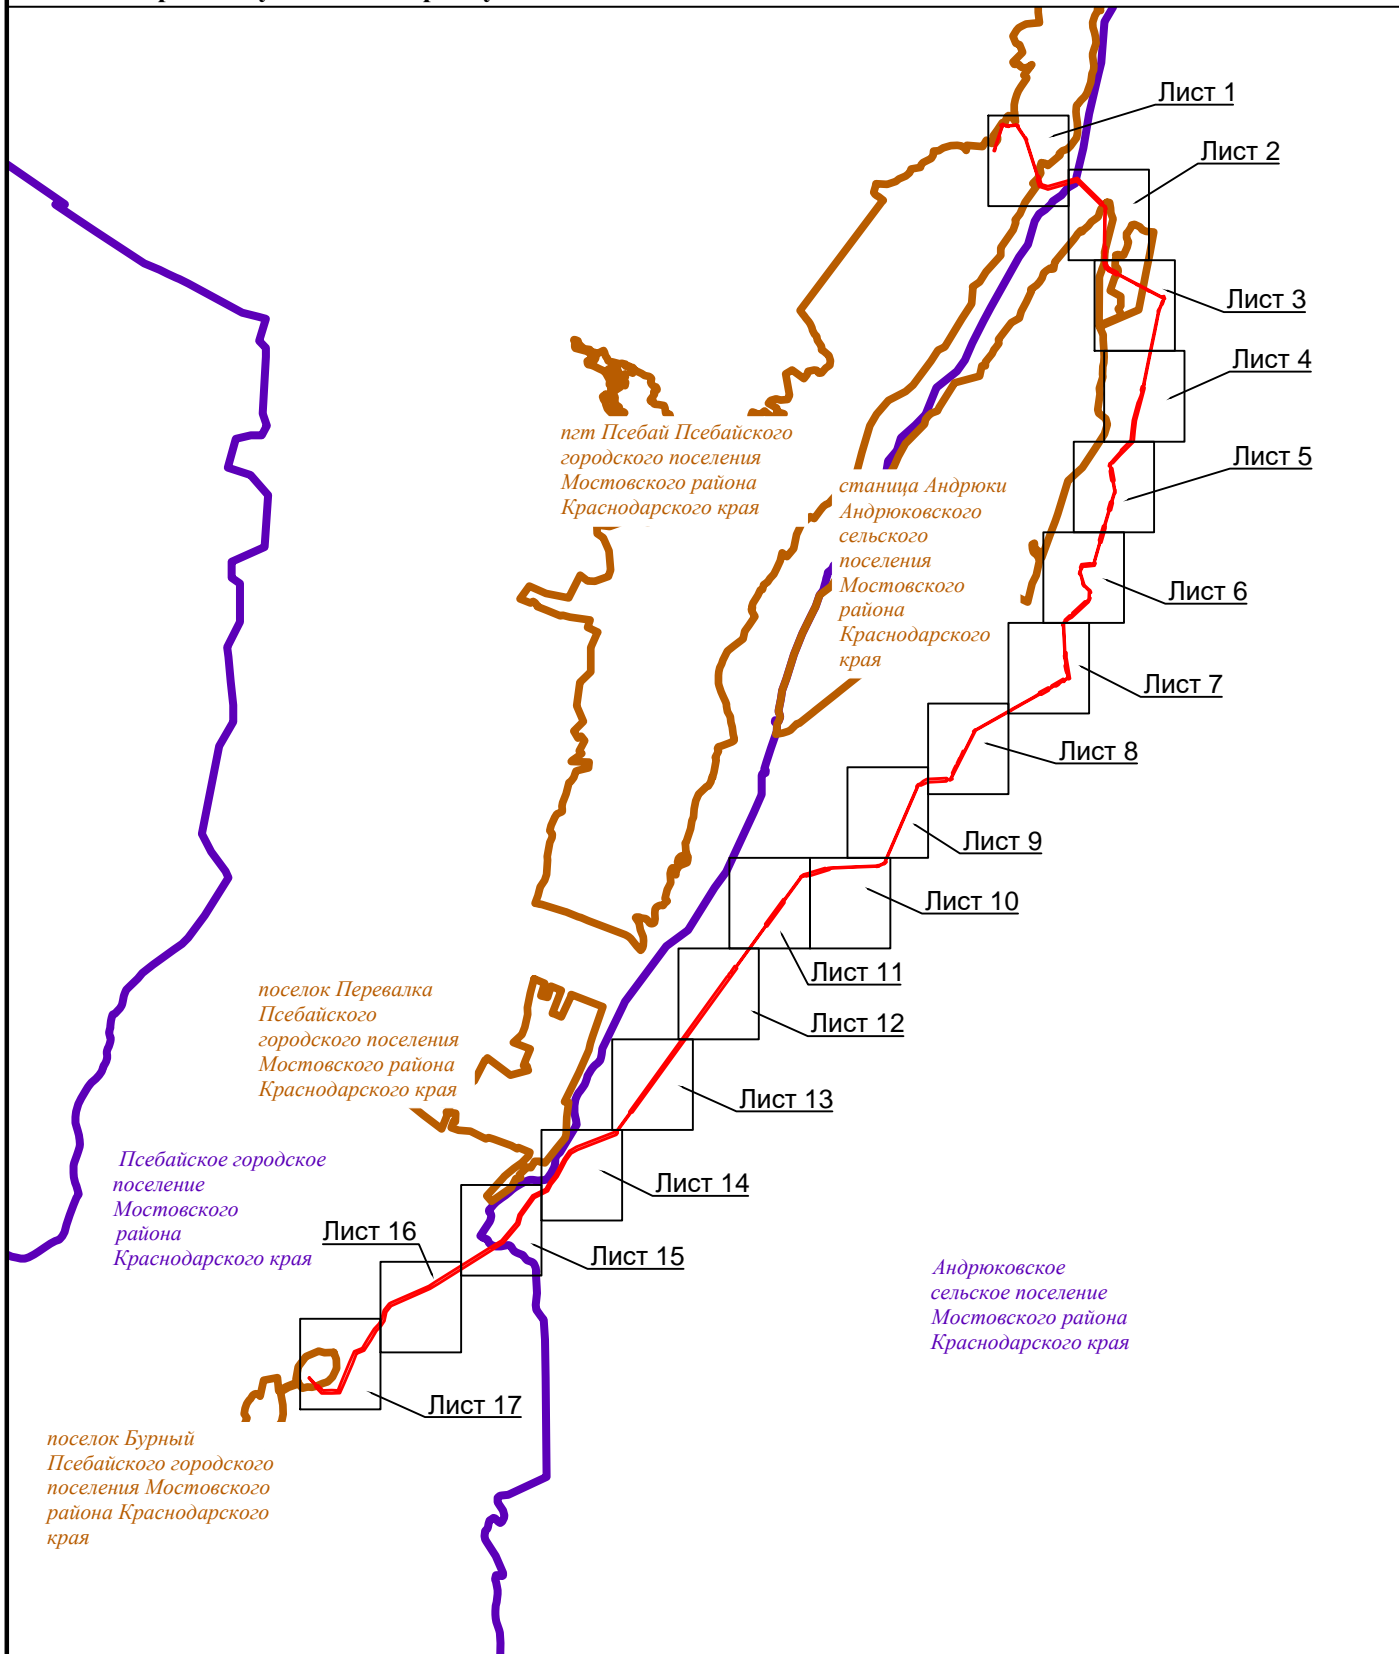 Лист 1
Лист 2
Лист 3
Лист 4
пгт Псебай Псебайского
городского поселения
Мостовского района
Краснодарского края
Лист 5
станица Андрюки
Андрюковского
сельского
поселения
Мостовского
района
Краснодарского
края
Лист 6
Лист 7
Лист 8
Лист 9
Лист 10
Лист 11
поселок Перевалка
Псебайского
городского поселения
Мостовского района
Краснодарского края
Лист 12
Лист 13
Псебайское городское
поселение
Мостовского
района
Краснодарского края
Лист 14
Лист 16
Лист 15
Андрюковское
сельское поселение
Мостовского района
Краснодарского края
Лист 17
поселок Бурный
Псебайского городского
поселения Мостовского
района Краснодарского
края